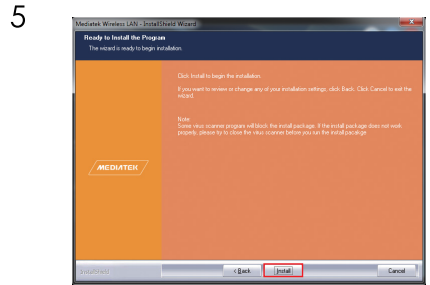 5
Mediatek Wireless LAN - InstallShield Wizard
Ready to Install the Program
The wizard is ready to begin installation.
Click Install to begin the installation.
If you want to review or change any of your installation settings, click Back. Click Cancel to exit the
wizard.
Note:
Some virus scanner program will block the install package. If the install package does not work
properly, please try to close the virus scanner before you run the install pacakge
MEDIATEK
InstallShield
< Back
Install
Cancel